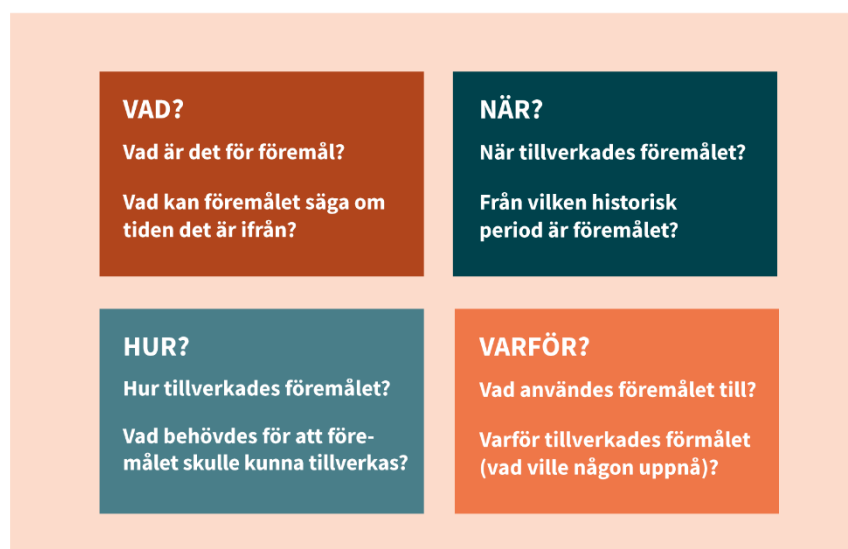 VAD?
Vad är det för föremål?
Vad kan föremålet säga om
tiden det är ifrån?
NÄR?
När tillverkades föremålet?
Från vilken historisk
period är föremålet?
HUR?
Hur tillverkades föremålet?
Vad behövdes för att före-
målet skulle kunna tillverkas?
VARFÖR?
Vad användes föremålet till?
Varför tillverkades förmålet
(vad ville någon uppnå)?